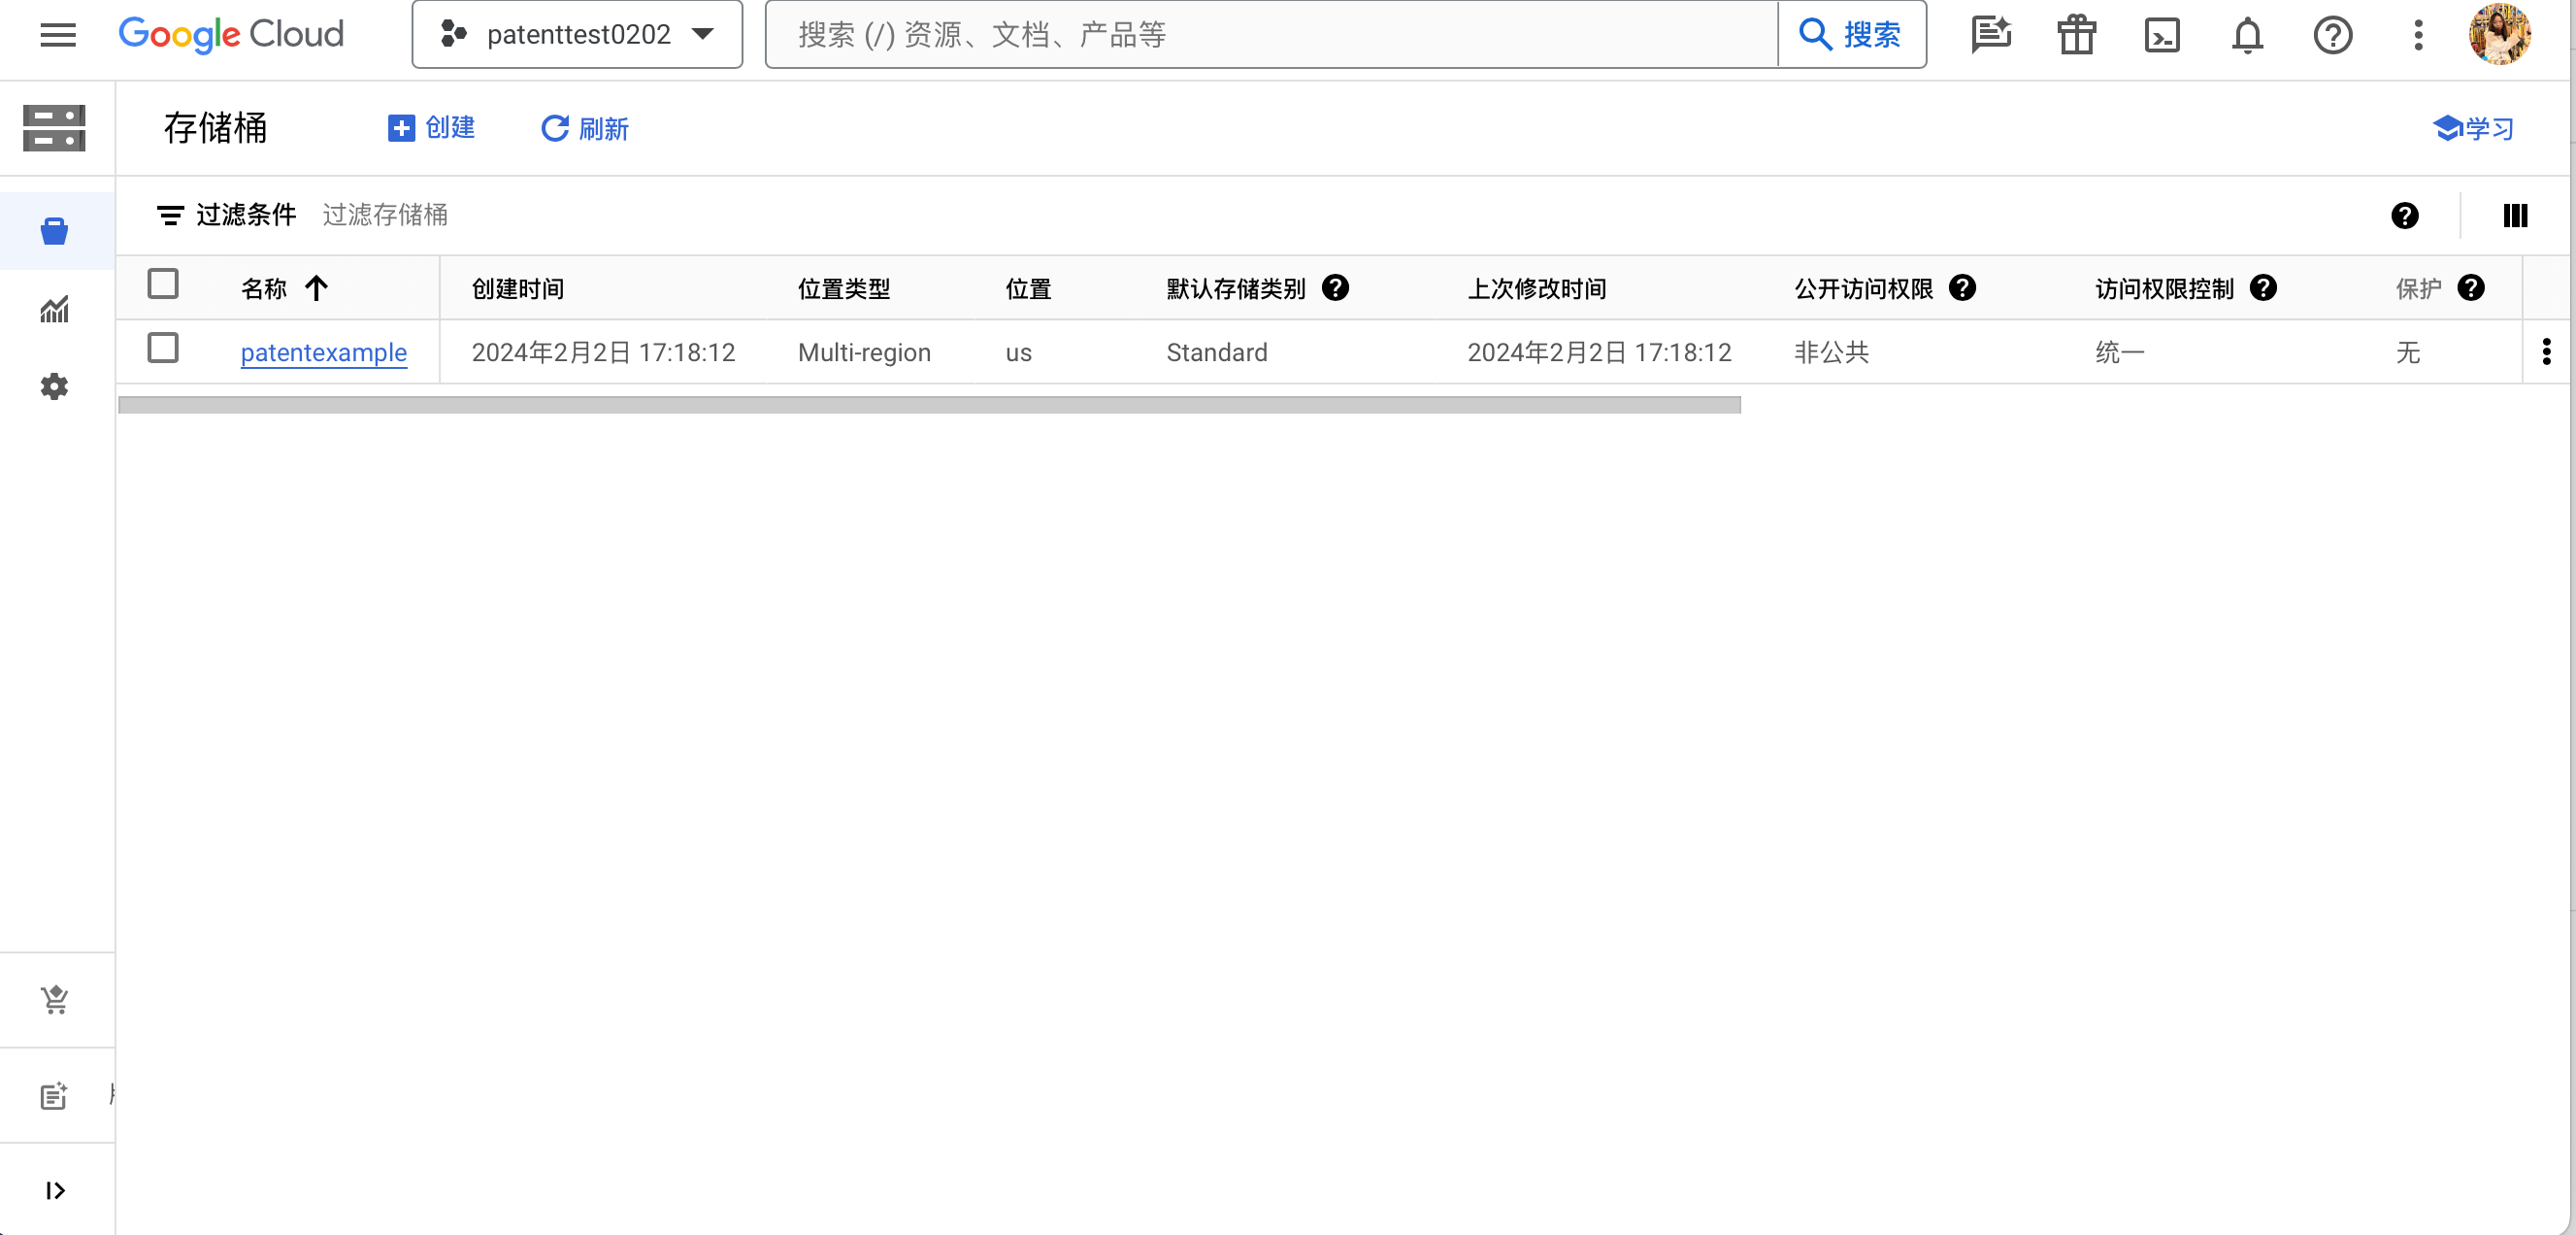 Google Cloud patenttest0202 搜索 (/) 资源、文档、产品等 搜索
存储桶 创建 刷新 学习
过滤条件 过滤存储桶
名称 创建时间 位置类型 位置 默认存储类别 上次修改时间 公开访问权限 访问权限控制 保护
patentexample 2024年2月2日 17:18:12 Multi-region us Standard 2024年2月2日 17:18:12 非公共 统一 无